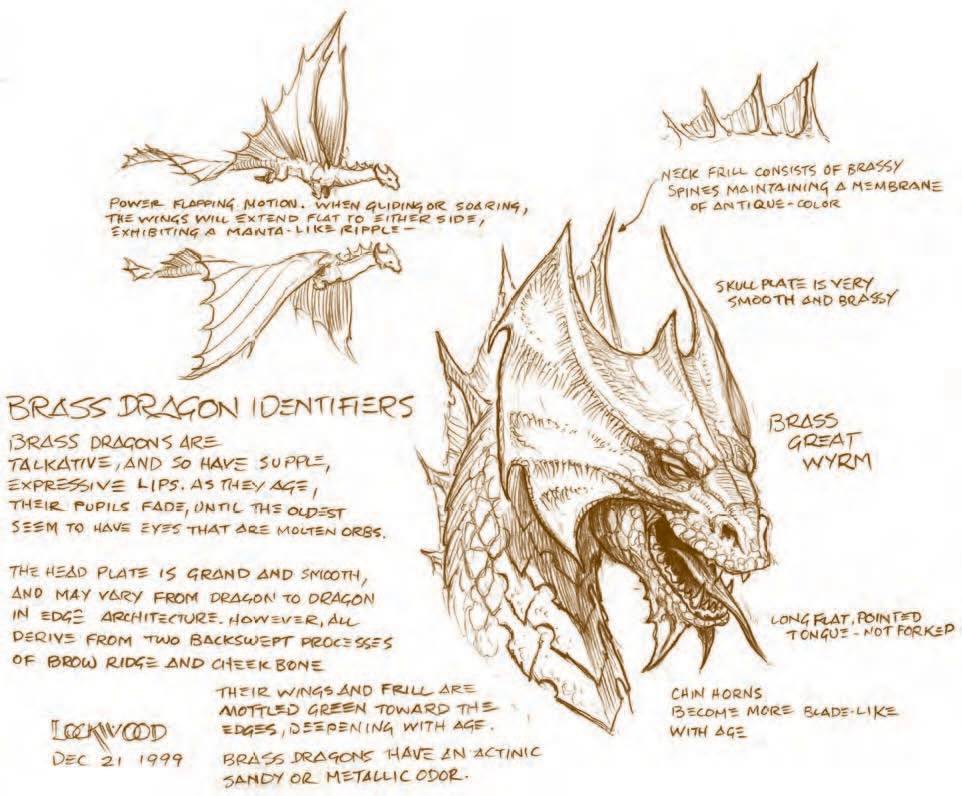 POWER FLAPPING MOTION. WHEN GLIDING OR SOARING,
THE WINGS WILL EXTEND FLAT TO EITHER SIDE,
EXHIBITING A MANTA-LIKE RIPPLE—
NECK FRILL CONSISTS OF BRASSY
SPINES MAINTAINING A MEMBRANE
OF ANTIQUE-COLOR
SKULL PLATE IS VERY
SMOOTH AND BRASSY
BRASS DRAGON IDENTIFIERS
BRASS DRAGONS ARE
TALKATIVE, AND SO HAVE SUPPLE,
EXPRESSIVE LIPS. AS THEY AGE,
THEIR PUPILS FADE, UNTIL THE OLDEST
SEEM TO HAVE EYES THAT ARE MOLTEN ORBS.
BRASS
GREAT
WYRM
THE HEAD PLATE IS GRAND AND SMOOTH,
AND MAY VARY FROM DRAGON TO DRAGON
IN EDGE ARCHITECTURE. HOWEVER, ALL
DERIVE FROM TWO BACKSWEPT PROCESSES
OF BROW RIDGE AND CHEEK BONE
LONG FLAT, POINTED
TONGUE - NOT FORKED
THEIR WINGS AND FRILL ARE
MOTTLED GREEN TOWARD THE
EDGES, DEEPENING WITH AGE.
CHIN HORNS
BECOME MORE BLADE-LIKE
WITH AGE
BRASS DRAGONS HAVE AN ACTINIC
SANDY OR METALLIC ODOR.
LOCKWOOD
DEC 21 1999